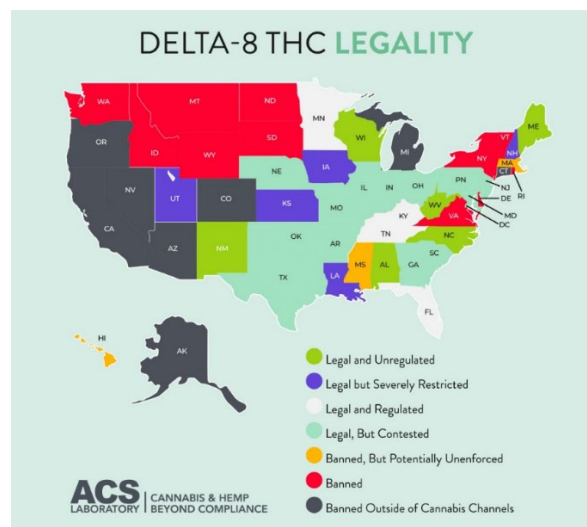 DELTA-8 THC LEGALITY
WA
MT
ND
MN
WI
ME
VT
NH
OR
ID
SD
WY
MI
NY
MA
CT
RI
NV
UT
CO
NE
IA
IL
IN
OH
PN
NJ
DE
MD
DC
CA
KS
MO
KY
WV
VA
AZ
NM
OK
AR
TN
NC
SC
TX
LA
MS
AL
GA
FL
HI
AK
Legal and Unregulated
Legal but Severely Restricted
Legal and Regulated
Legal, But Contested
Banned, But Potentially Unenforced
Banned
Banned Outside of Cannabis Channels
ACS LABORATORY
CANNABIS & HEMP
BEYOND COMPLIANCE